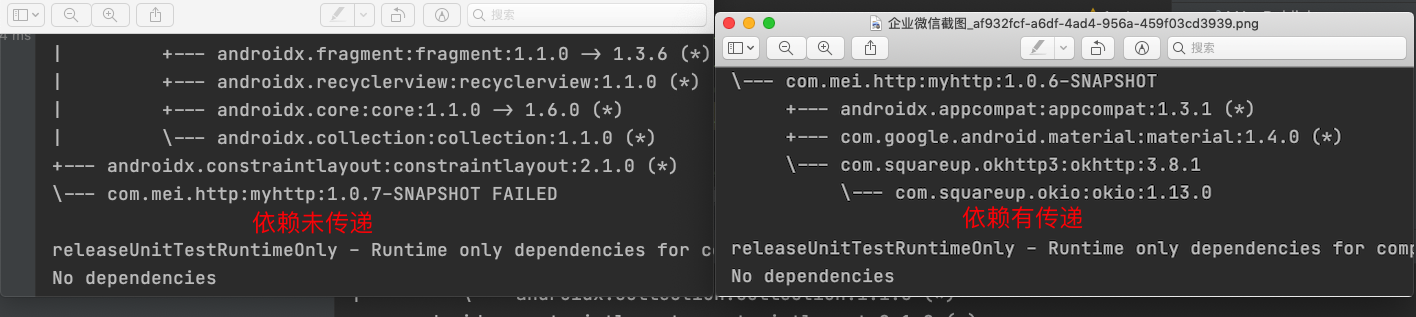 搜索
4 ms
|         +--- androidx.fragment:fragment:1.1.0 -> 1.3.6 (*)
|         +--- androidx.recyclerview:recyclerview:1.1.0 (*)
|         +--- androidx.core:core:1.1.0 -> 1.6.0 (*)
|         \--- androidx.collection:collection:1.1.0 (*)
+--- androidx.constraintlayout:constraintlayout:2.1.0 (*)
\--- com.mei.http:myhttp:1.0.7-SNAPSHOT FAILED
依赖未传递
releaseUnitTestRuntimeOnly - Runtime only dependencies for co
No dependencies
企业微信截图_af932fcf-a6df-4ad4-956a-459f03cd3939.png
搜索
\--- com.mei.http:myhttp:1.0.6-SNAPSHOT
     +--- androidx.appcompat:appcompat:1.3.1 (*)
     +--- com.google.android.material:material:1.4.0 (*)
     \--- com.squareup.okhttp3:okhttp:3.8.1
          \--- com.squareup.okio:okio:1.13.0
依赖有传递
releaseUnitTestRuntimeOnly - Runtime only dependencies for comp
No dependencies